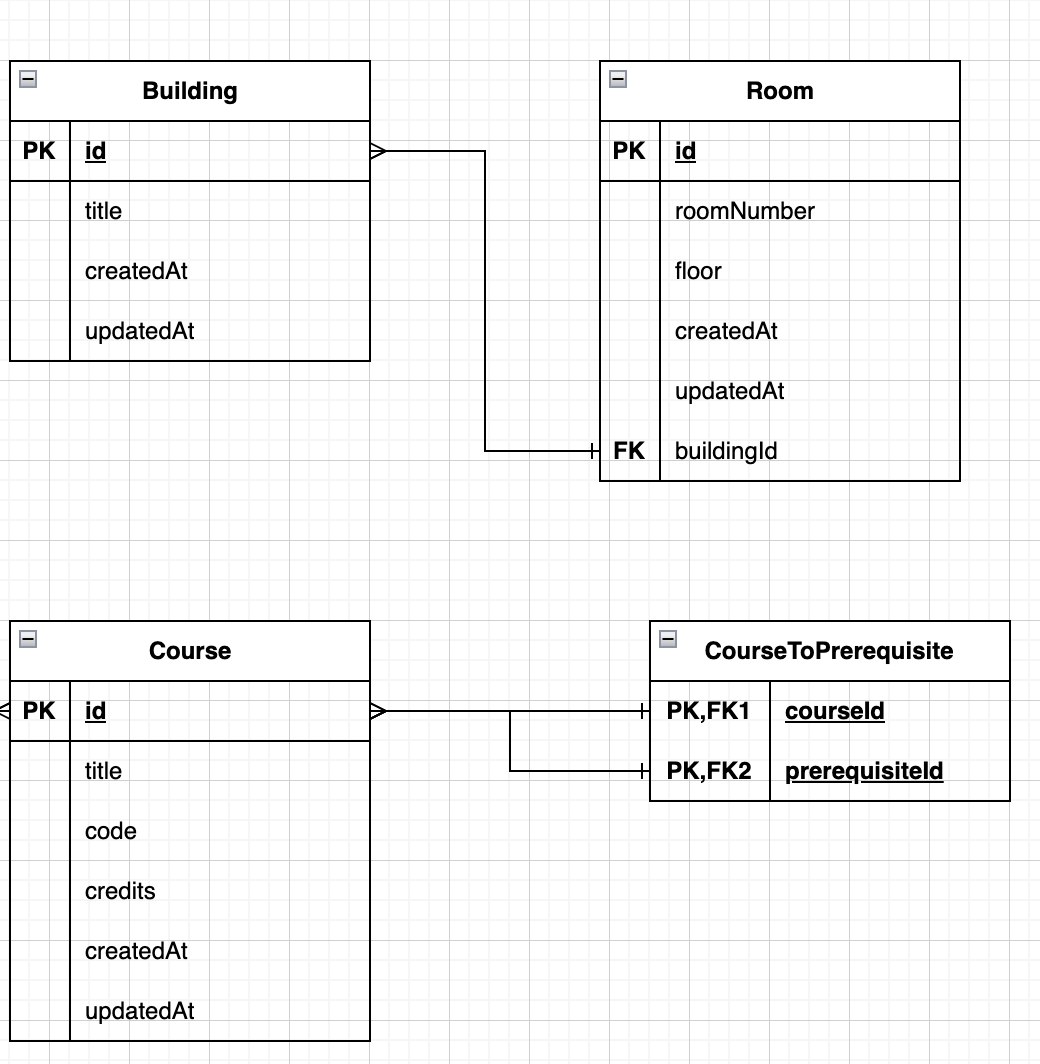 Building
PK id
title
createdAt
updatedAt
Room
PK id
roomNumber
floor
createdAt
updatedAt
FK buildingId
Course
PK id
title
code
credits
createdAt
updatedAt
CourseToPrerequisite
PK,FK1 courseId
PK,FK2 prerequisiteId